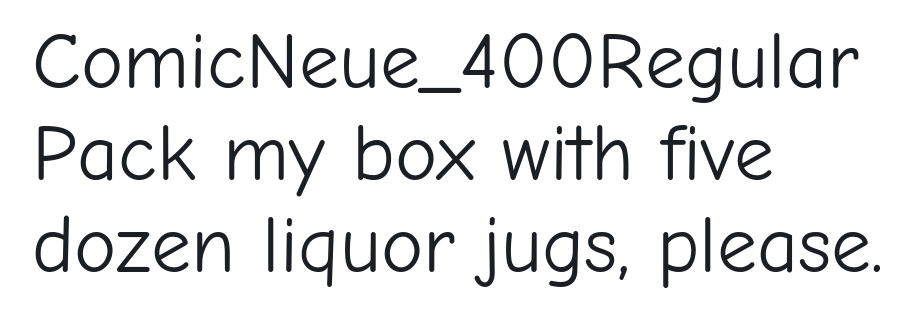 ComicNeue_400Regular
Pack my box with five
dozen liquor jugs, please.